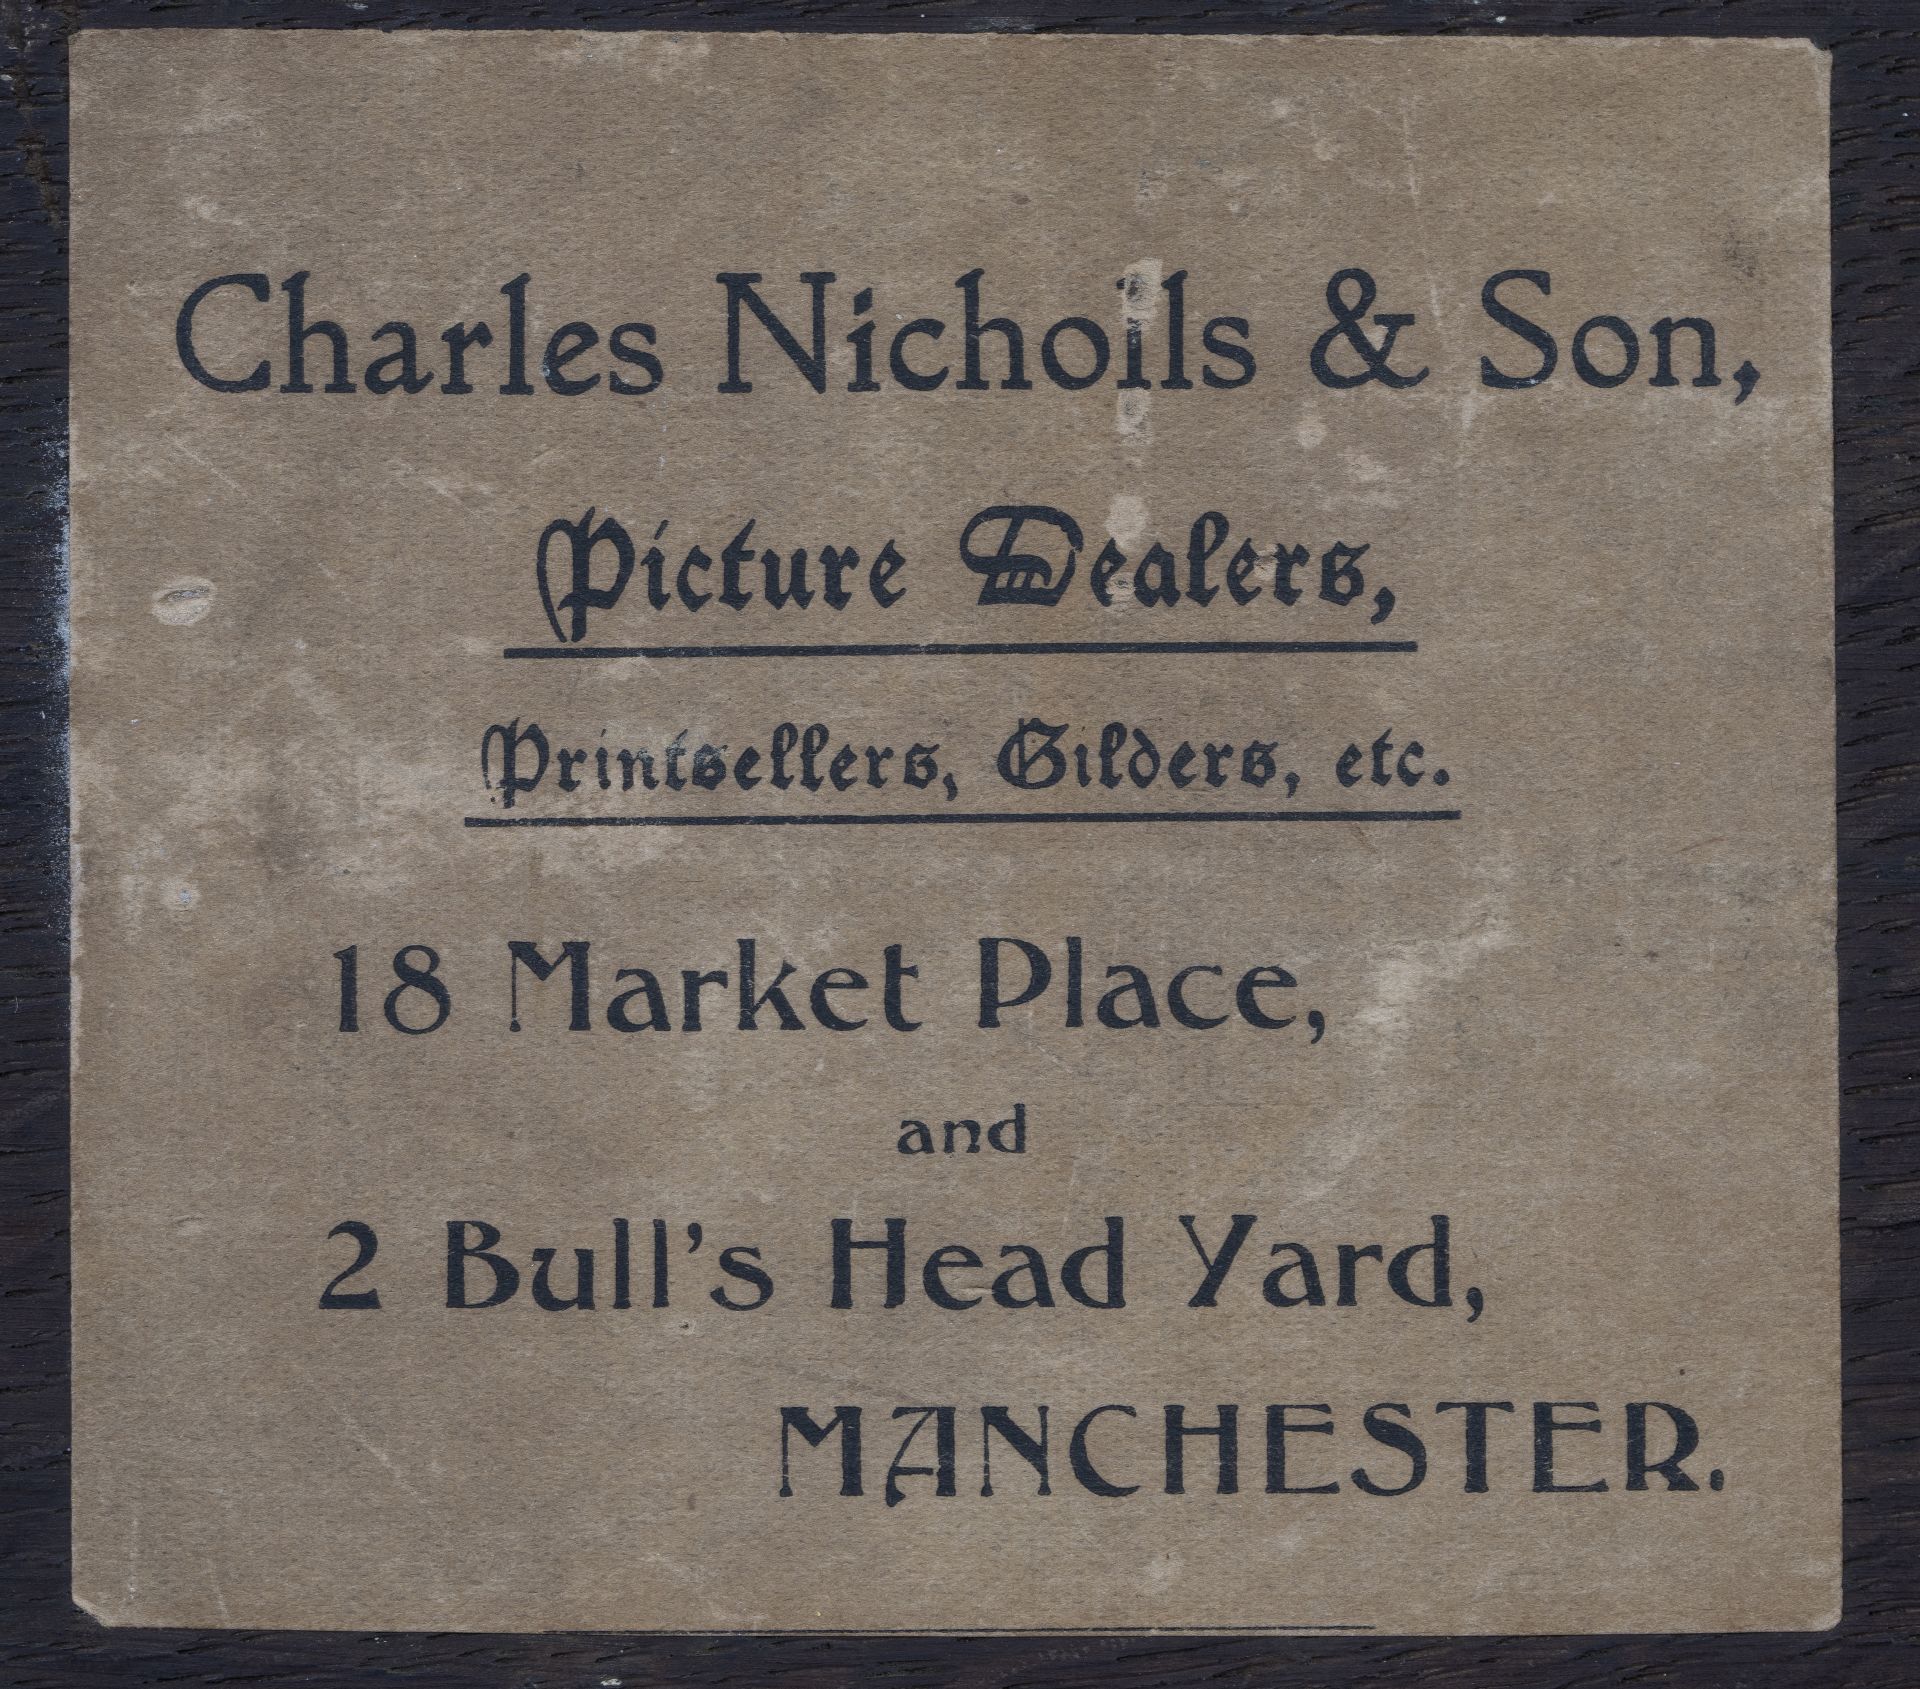 Charles Nicholls & Son,
Picture Dealers,
Printsellers, Gilders, etc.
18 Market Place,
and
2 Bull's Head Yard,
MANCHESTER.